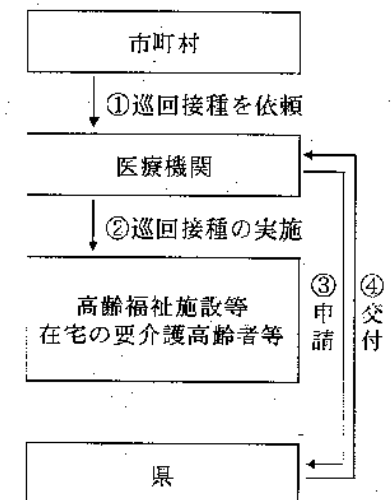 市町村
①巡回接種を依頼
医療機関
②巡回接種の実施
高齢福祉施設等
在宅の要介護高齢者等
③申請
④交付
県